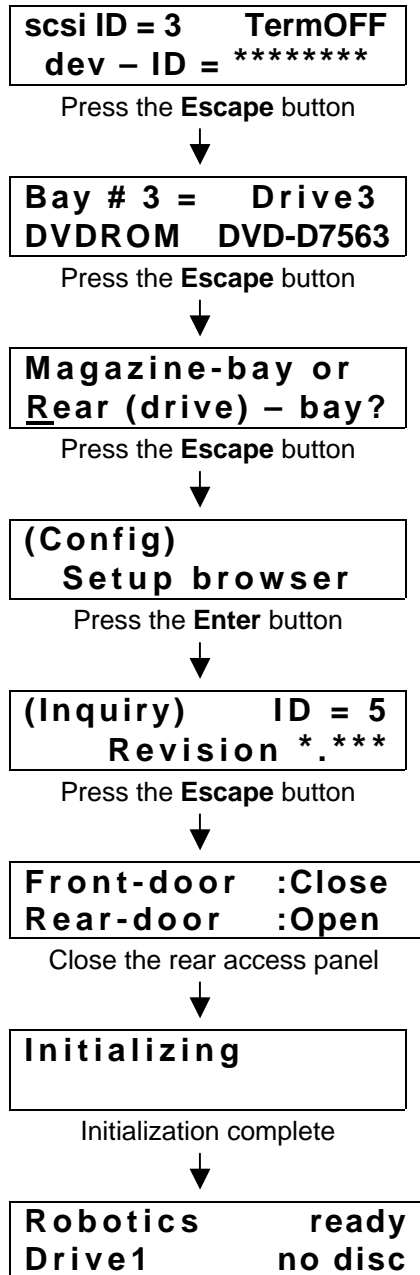 scsi ID = 3 TermOFF
dev – ID = ********
Press the Escape button
Bay # 3 = Drive3
DVDROM DVD-D7563
Press the Escape button
Magazine-bay or
Rear (drive) – bay?
Press the Escape button
(Config)
Setup browser
Press the Enter button
(Inquiry) ID = 5
Revision *.***
Press the Escape button
Front-door :Close
Rear-door :Open
Close the rear access panel
Initializing
Initialization complete
Robotics ready
Drive1 no disc